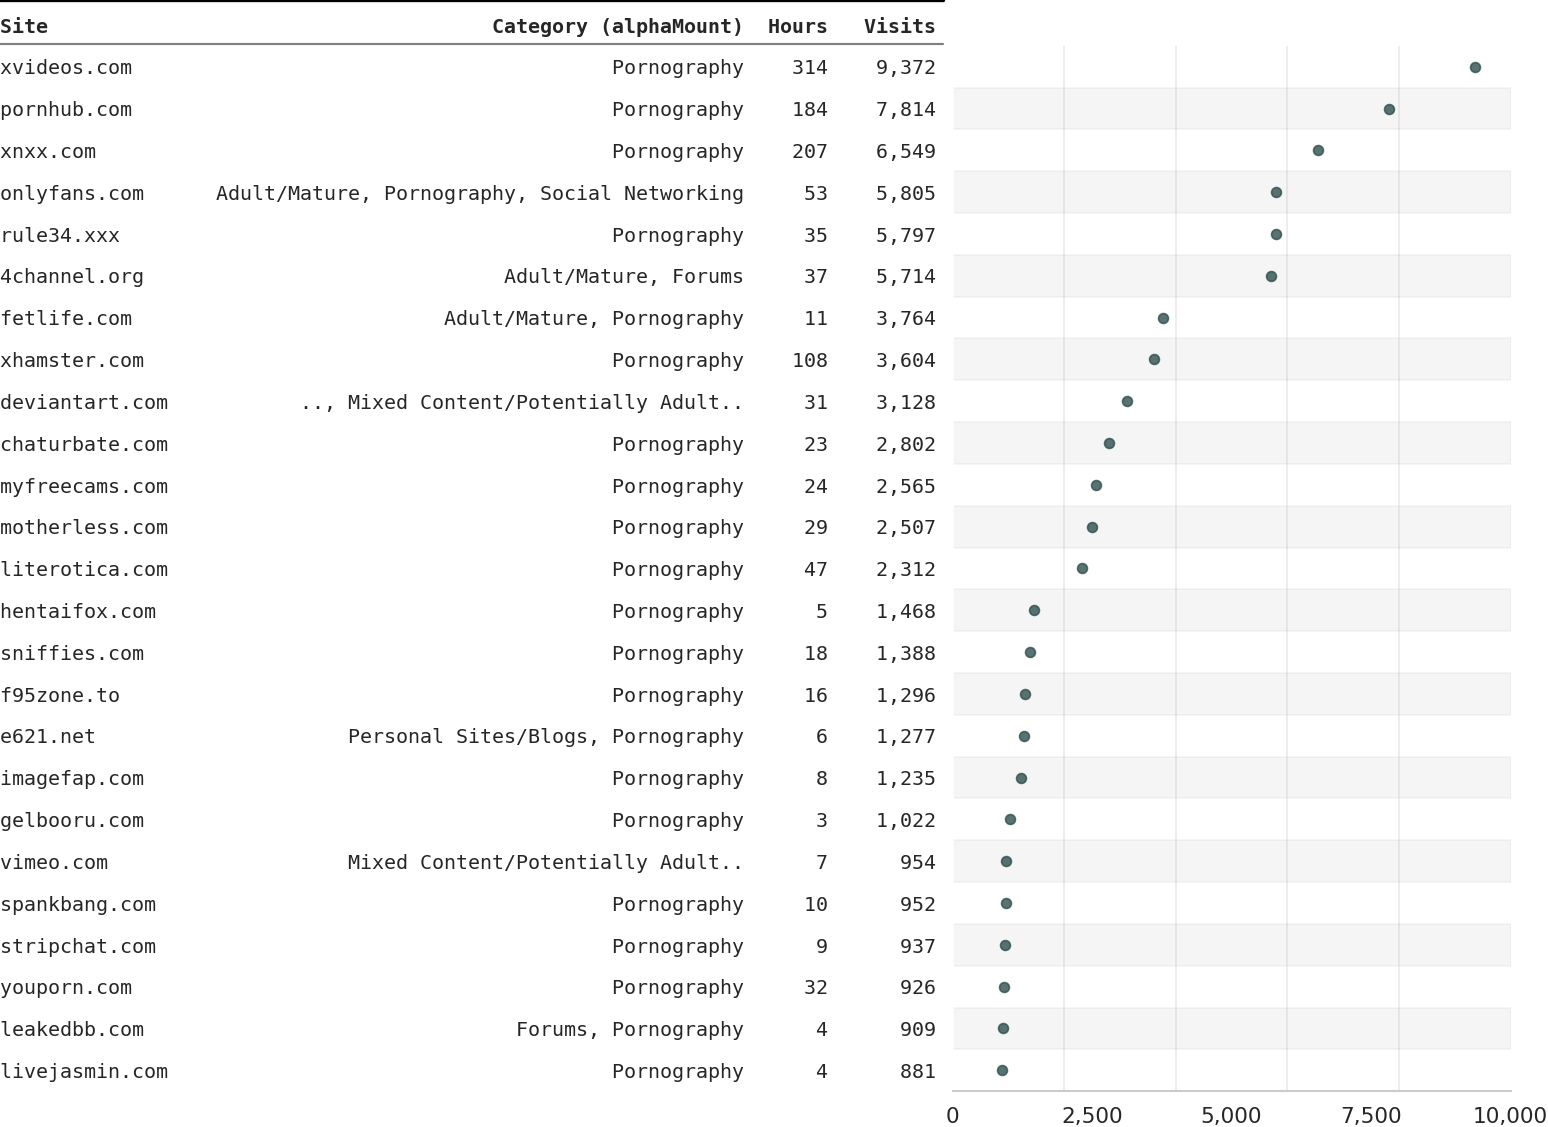 Site Category (alphaMount) Hours Visits
xvideos.com Pornography 314 9,372
pornhub.com Pornography 184 7,814
xnxx.com Pornography 207 6,549
onlyfans.com Adult/Mature, Pornography, Social Networking 53 5,805
rule34.xxx Pornography 35 5,797
4channel.org Adult/Mature, Forums 37 5,714
fetlife.com Adult/Mature, Pornography 11 3,764
xhamster.com Pornography 108 3,604
deviantart.com .., Mixed Content/Potentially Adult.. 31 3,128
chaturbate.com Pornography 23 2,802
myfreecams.com Pornography 24 2,565
motherless.com Pornography 29 2,507
literotica.com Pornography 47 2,312
hentaifox.com Pornography 5 1,468
sniffies.com Pornography 18 1,388
f95zone.to Pornography 16 1,296
e621.net Personal Sites/Blogs, Pornography 6 1,277
imagefap.com Pornography 8 1,235
gelbooru.com Pornography 3 1,022
vimeo.com Mixed Content/Potentially Adult.. 7 954
spankbang.com Pornography 10 952
stripchat.com Pornography 9 937
youporn.com Pornography 32 926
leakedbb.com Forums, Pornography 4 909
livejasmin.com Pornography 4 881
0 2,500 5,000 7,500 10,000